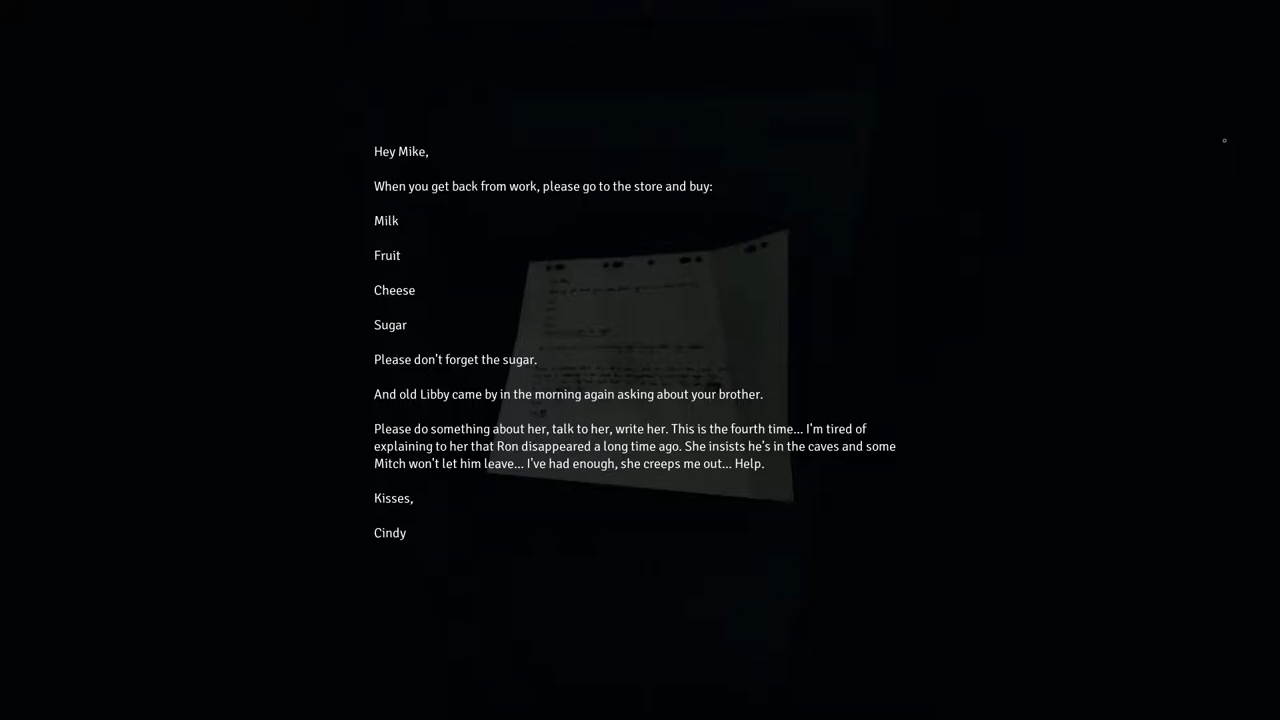 Hey Mike,
When you get back from work, please go to the store and buy:
Milk
Fruit
Cheese
Sugar
Please don't forget the sugar.
And old Libby came by in the morning again asking about your brother.
Please do something about her, talk to her, write her. This is the fourth time... I'm tired of
explaining to her that Ron disappeared a long time ago. She insists he's in the caves and some
Mitch won't let him leave... I've had enough, she creeps me out... Help.
Kisses,
Cindy